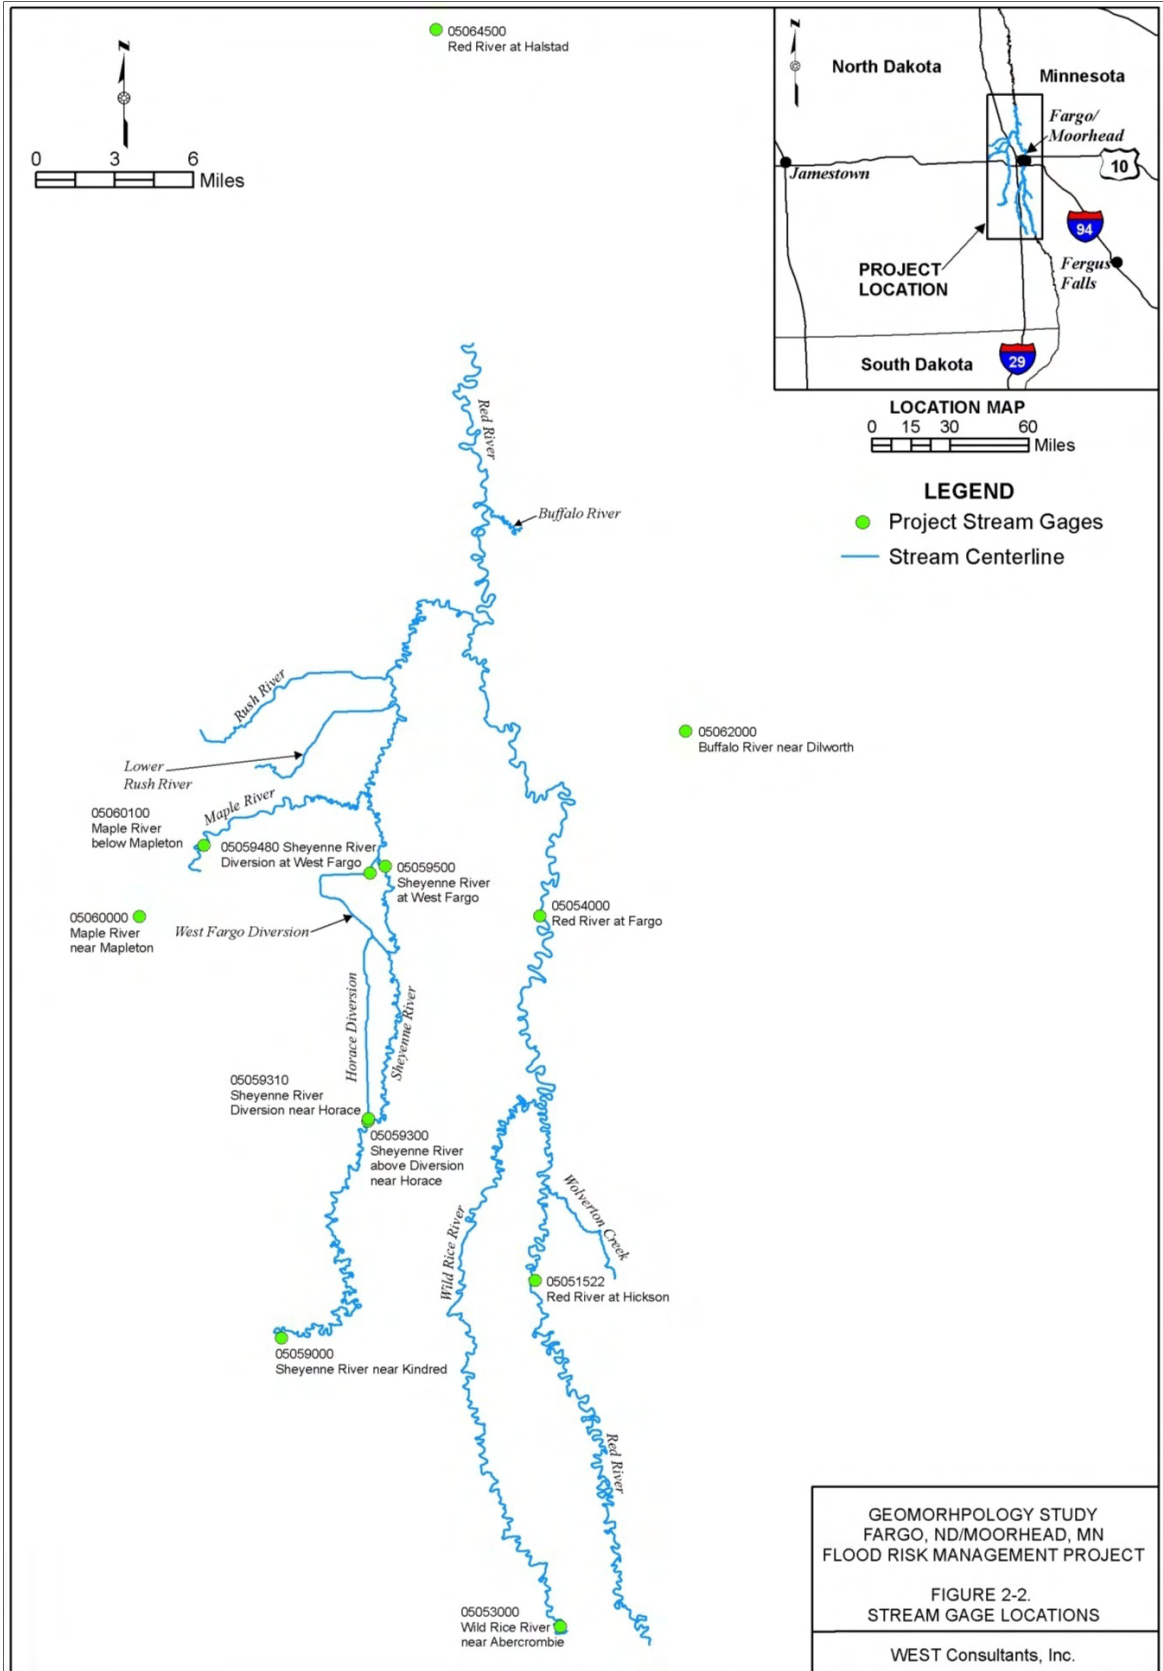 05064500
Red River at Halstad
N
0 3 6
Miles
N
North Dakota
Minnesota
Fargo/
Moorhead
10
Jamestown
94
PROJECT
LOCATION
Fergus
Falls
South Dakota
29
LOCATION MAP
0 15 30 60
Miles
LEGEND
Project Stream Gages
Stream Centerline
Red River
Buffalo River
Rush River
05062000
Buffalo River near Dilworth
Lower
Rush River
Maple River
05060100
Maple River
below Mapleton
05059480 Sheyenne River
Diversion at West Fargo
05059500
Sheyenne River
at West Fargo
05054000
Red River at Fargo
05060000
Maple River
near Mapleton
West Fargo Diversion
Horace Diversion
Sheyenne River
05059310
Sheyenne River
Diversion near Horace
05059300
Sheyenne River
above Diversion
near Horace
Wolverton Creek
Wild Rice River
05051522
Red River at Hickson
05059000
Sheyenne River near Kindred
Red River
05053000
Wild Rice River
near Abercrombie
GEOMORHPOLOGY STUDY
FARGO, ND/MOORHEAD, MN
FLOOD RISK MANAGEMENT PROJECT
FIGURE 2-2.
STREAM GAGE LOCATIONS
WEST Consultants, Inc.